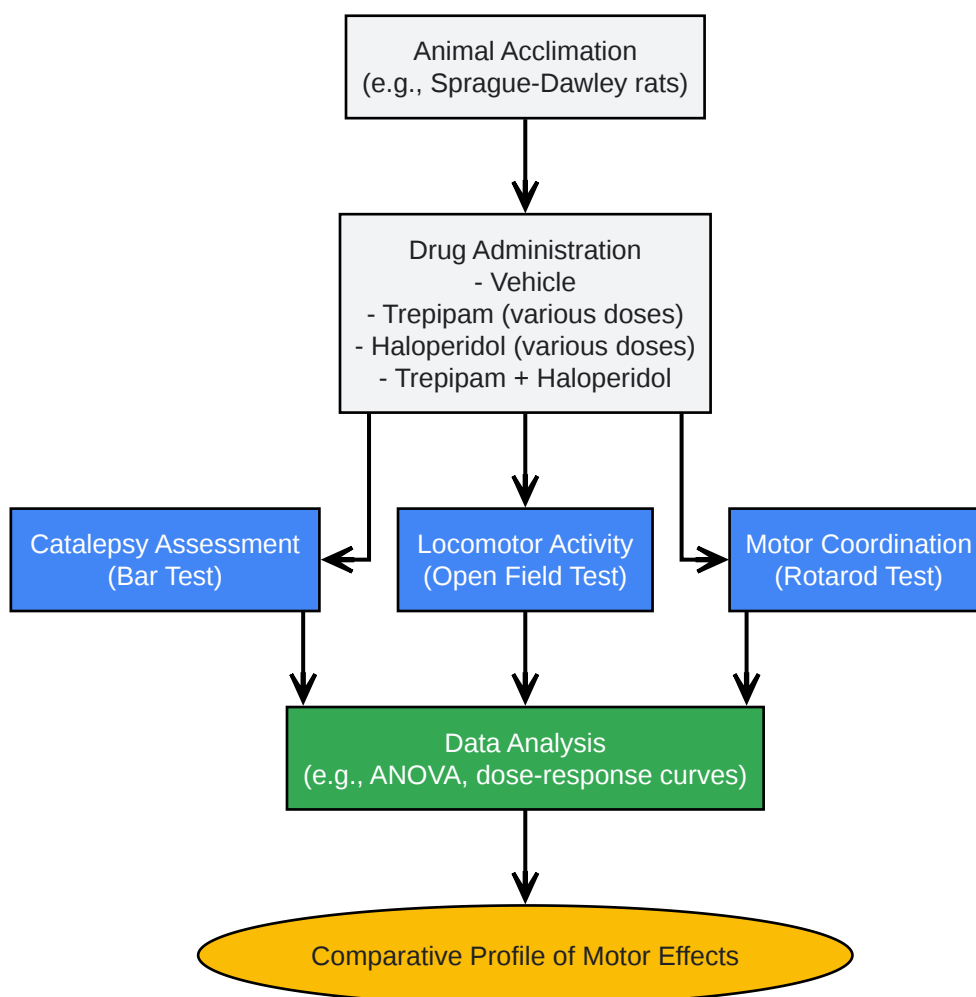 Animal Acclimation
(e.g., Sprague-Dawley rats)
Drug Administration
- Vehicle
- Trepipam (various doses)
- Haloperidol (various doses)
- Trepipam + Haloperidol
Catalepsy Assessment
(Bar Test)
Locomotor Activity
(Open Field Test)
Motor Coordination
(Rotarod Test)
Data Analysis
(e.g., ANOVA, dose-response curves)
Comparative Profile of Motor Effects